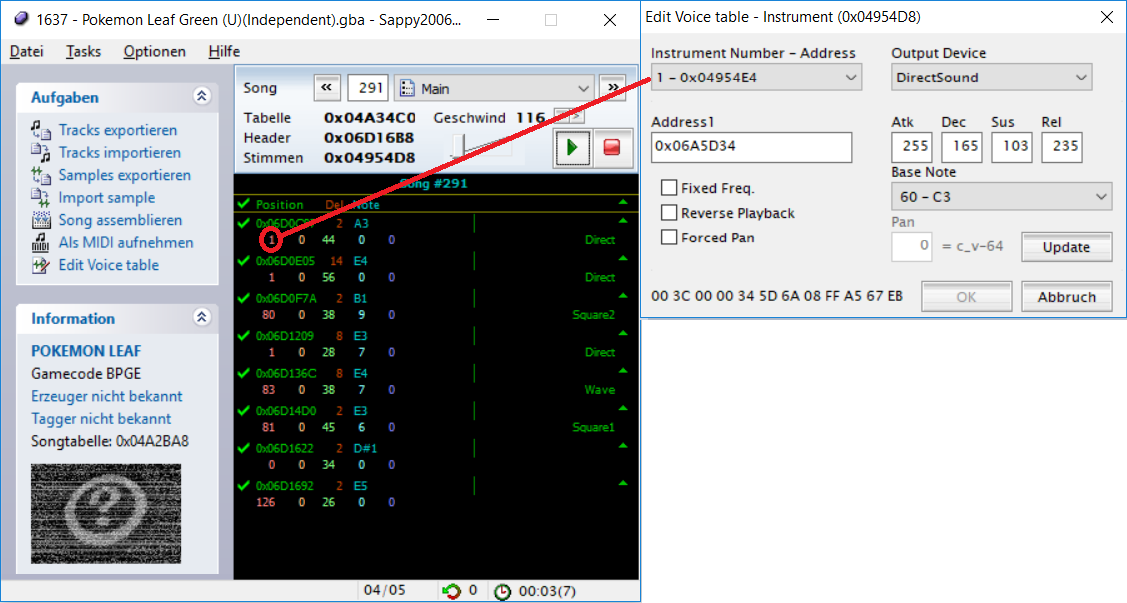 1637 - Pokemon Leaf Green (U)(Independent).gba - Sappy2006...
Datei Tasks Optionen Hilfe
Aufgaben
Tracks exportieren
Tracks importieren
Samples exportieren
Import sample
Song assemblieren
Als MIDI aufnehmen
Edit Voice table
Information
POKEMON LEAF
Gamecode BPGE
Erzeuger nicht bekannt
Tagger nicht bekannt
Songtabelle: 0x04A2BA8
Song « 291 Main »
Tabelle 0x04A34C0 Geschwind 116 < >
Header 0x06D16B8
Stimmen 0x04954D8
Song #291
Position Del Note
2 A3
1 0 44 0 0 Direct
0x06D0E05 14 E4
1 0 56 0 0 Direct
0x06D0F7A 2 B1
80 0 38 9 0 Square2
0x06D1209 8 E3
1 0 28 7 0 Direct
0x06D136C 8 E4
83 0 38 7 0 Wave
0x06D14D0 2 E3
81 0 45 6 0 Square1
0x06D1622 2 D#1
0 0 34 0 0
0x06D1692 2 E5
126 0 26 0 0
04/05 0 00:03(7)
Edit Voice table - Instrument (0x04954D8)
Instrument Number - Address Output Device
1 - 0x04954E4 DirectSound
Address1 Atk Dec Sus Rel
0x06A5D34 255 165 103 235
Base Note
Fixed Freq. 60 - C3
Reverse Playback Pan
Forced Pan 0 = c_v-64 Update
00 3C 00 00 34 5D 6A 08 FF A5 67 EB OK Abbruch